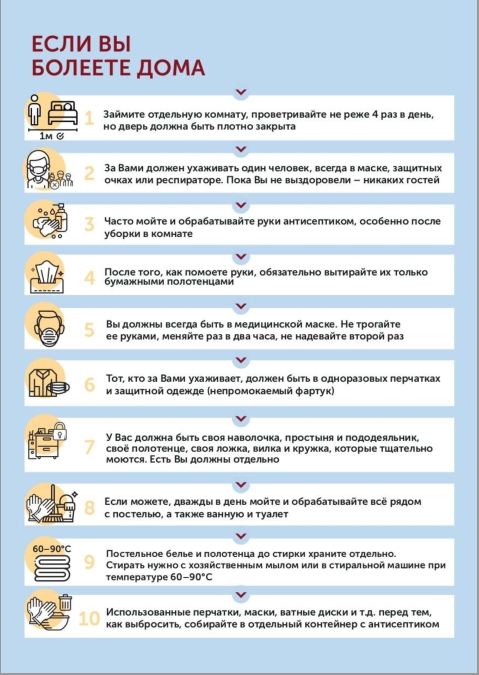 ЕСЛИ ВЫ
БОЛЕЕТЕ ДОМА
1м
1
Займите отдельную комнату, проветривайте не реже 4 раз в день,
но дверь должна быть плотно закрыта
2
За Вами должен ухаживать один человек, всегда в маске, защитных
очках или респираторе. Пока Вы не выздоровели – никаких гостей
3
Часто мойте и обрабатывайте руки антисептиком, особенно после
уборки в комнате
4
После того, как помоете руки, обязательно вытирайте их только
бумажными полотенцами
5
Вы должны всегда быть в медицинской маске. Не трогайте
ее руками, меняйте раз в два часа, не надевайте второй раз
6
Тот, кто за Вами ухаживает, должен быть в одноразовых перчатках
и защитной одежде (непромокаемый фартук)
7
У Вас должна быть своя наволочка, простыня и пододеяльник,
своё полотенце, своя ложка, вилка и кружка, которые тщательно
моются. Есть Вы должны отдельно
8
Если можете, дважды в день мойте и обрабатывайте всё рядом
с постелью, а также ванную и туалет
60–90°C
9
Постельное белье и полотенца до стирки храните отдельно.
Стирать нужно с хозяйственным мылом или в стиральной машине при
температуре 60–90°C
10
Использованные перчатки, маски, ватные диски и т.д. перед тем,
как выбросить, собирайте в отдельный контейнер с антисептиком